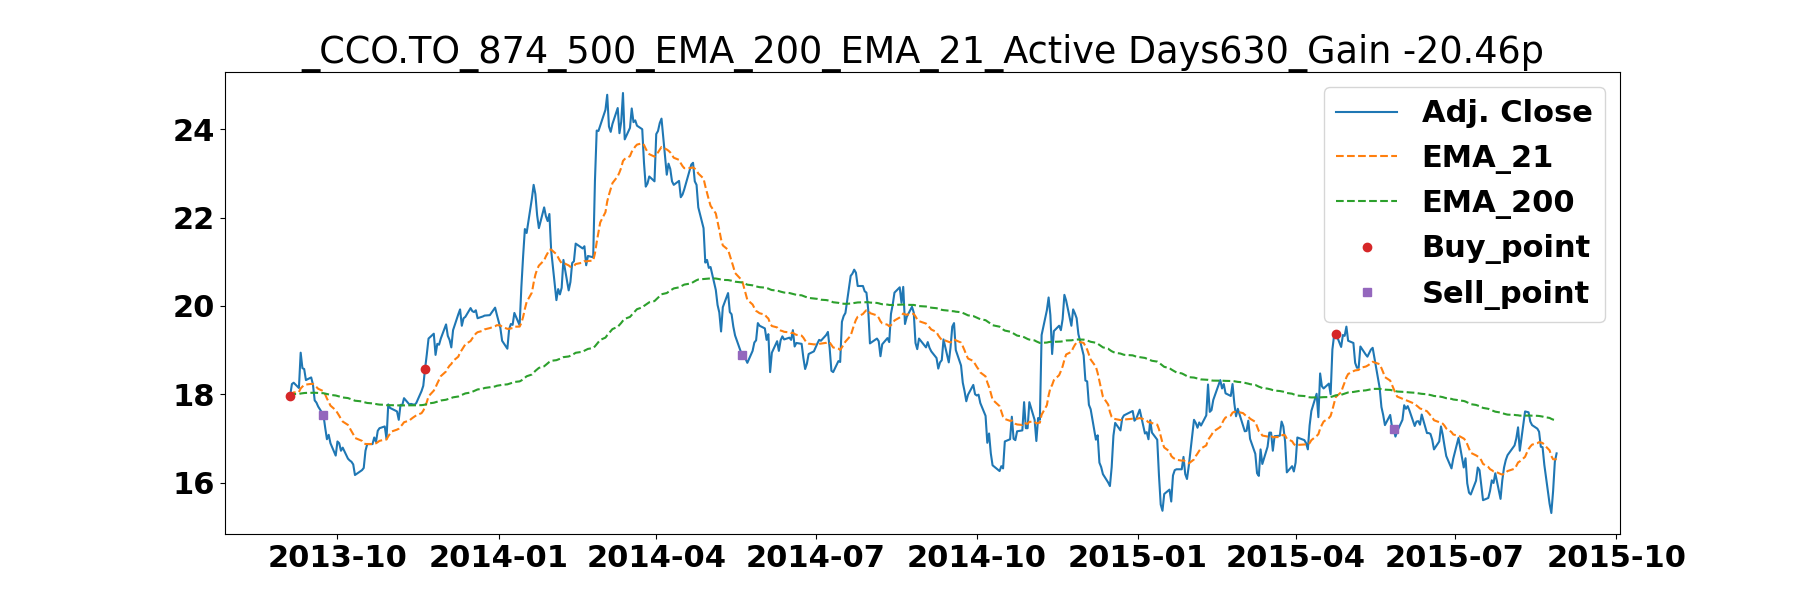 _CCO.TO_874_500_EMA_200_EMA_21_Active Days630_Gain -20.46p
24
22
20
18
16
Adj. Close
EMA_21
EMA_200
Buy_point
Sell_point
2013-10 2014-01 2014-04 2014-07 2014-10 2015-01 2015-04 2015-07 2015-10